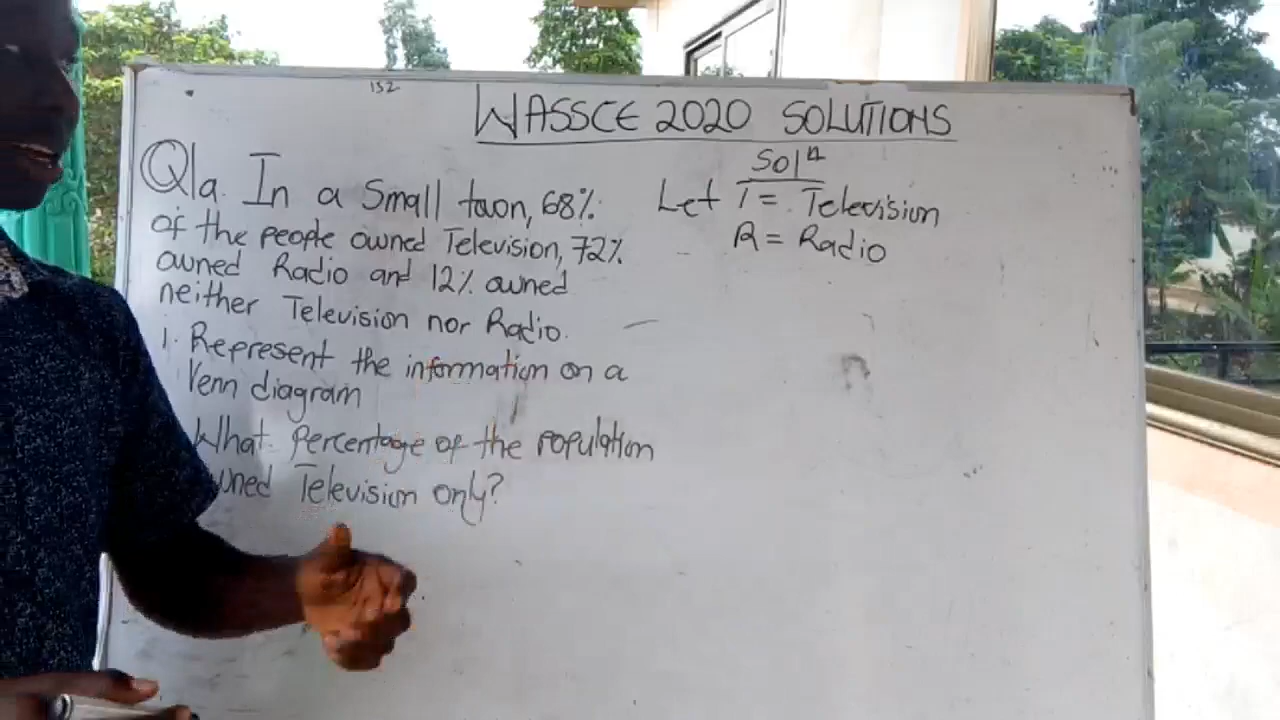 152
WASSCE 2020 SOLUTIONS
Q1a. In a Small town, 68%
of the people owned Television, 72%
owned Radio and 12% owned
neither Television nor Radio.
1. Represent the information on a
Venn diagram
What percentage of the population
Television only?
Solⁿ
Let T = Television
R = Radio